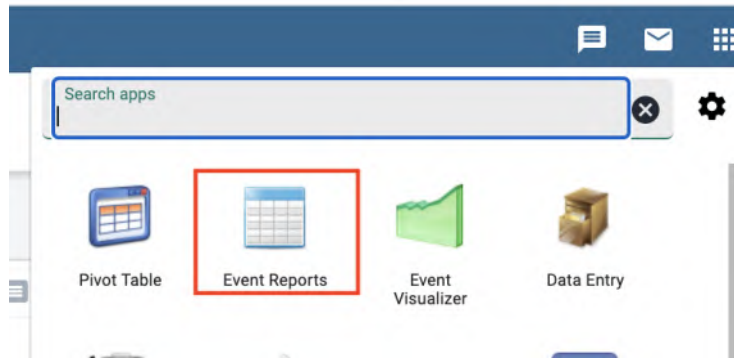 Search apps
Pivot Table
Event Reports
Event
Visualizer
Data Entry